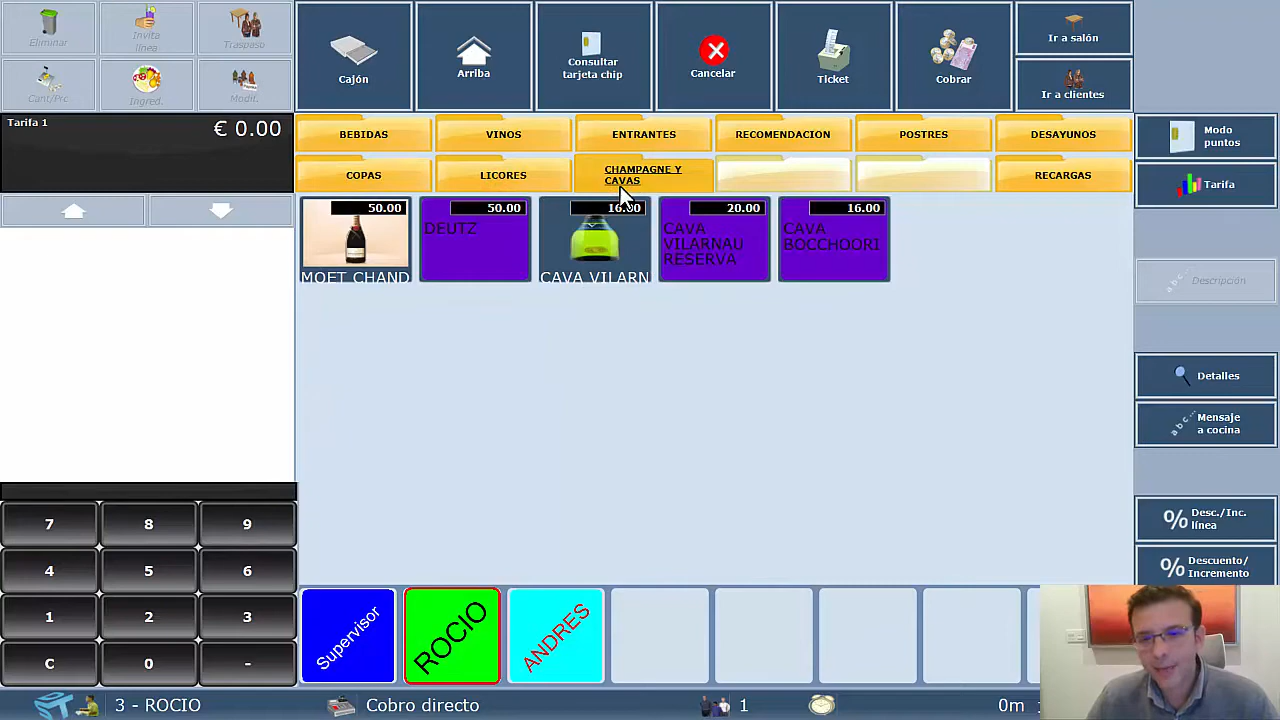 Eliminar
Invita
línea
Traspaso
Cant/Prc.
Ingred.
Modif.
Cajón
Arriba
Consultar
tarjeta chip
Cancelar
Ticket
Cobrar
Ir a salón
Ir a clientes
Tarifa 1
€ 0.00
BEBIDAS
VINOS
ENTRANTES
RECOMENDACION
POSTRES
DESAYUNOS
COPAS
LICORES
CHAMPAGNE Y
CAVAS
RECARGAS
50.00
MOET CHAND
50.00
DEUTZ
16.00
CAVA VILARN
20.00
CAVA
VILARNAU
RESERVA
16.00
CAVA
BOCCHOORI
Modo
puntos
Tarifa
abc...
Descripción
Detalles
abc...
Mensaje
a cocina
% Desc./Inc.
línea
% Descuento/
Incremento
7
8
9
4
5
6
1
2
3
C
0
-
Supervisor
ROCIO
ANDRES
3 - ROCIO
Cobro directo
1
0m